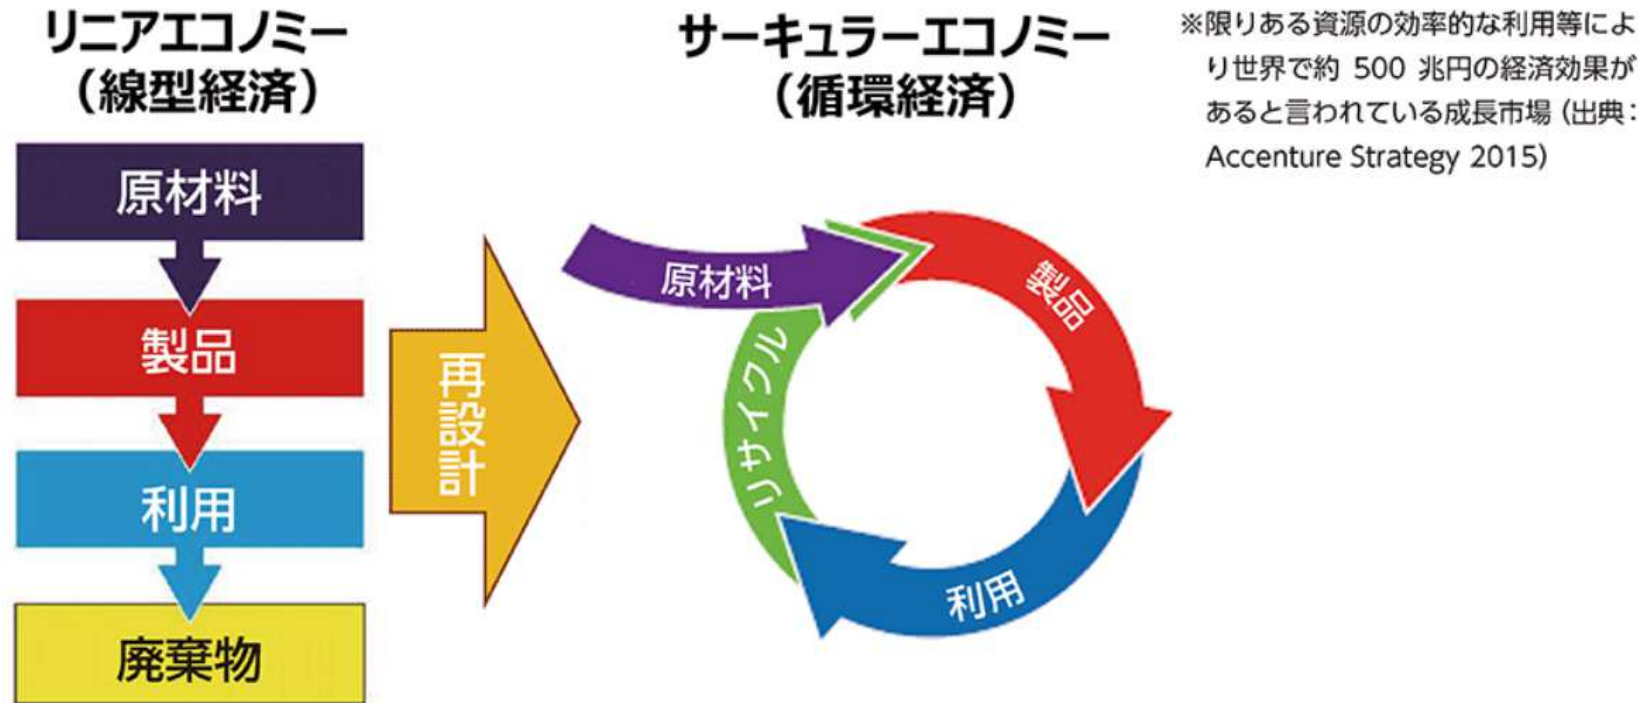 リニアエコノミー
（線型経済）
原材料
製品
利用
廃棄物
再設計
サーキュラーエコノミー
（循環経済）
原材料
製品
利用
リサイクル
※限りある資源の効率的な利用等によ
り世界で約 500 兆円の経済効果が
あると言われている成長市場（出典：
Accenture Strategy 2015）